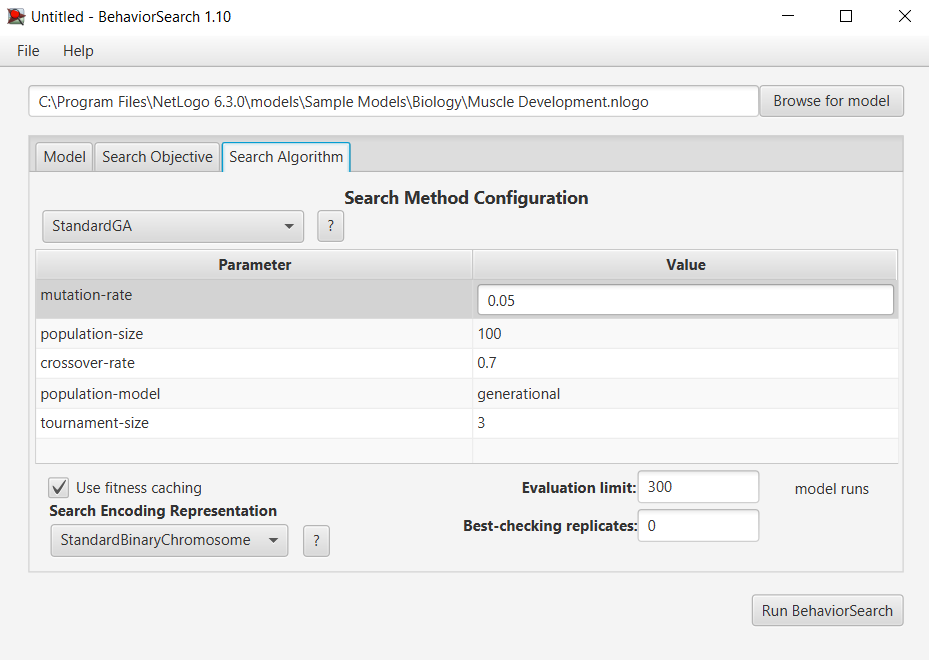 Untitled - BehaviorSearch 1.10
File Help
C:\Program Files\NetLogo 6.3.0\models\Sample Models\Biology\Muscle Development.nlogo Browse for model
Model Search Objective Search Algorithm
Search Method Configuration
StandardGA ?
Parameter Value
mutation-rate 0.05
population-size 100
crossover-rate 0.7
population-model generational
tournament-size 3
Use fitness caching Evaluation limit: 300 model runs
Search Encoding Representation Best-checking replicates: 0
StandardBinaryChromosome ?
Run BehaviorSearch